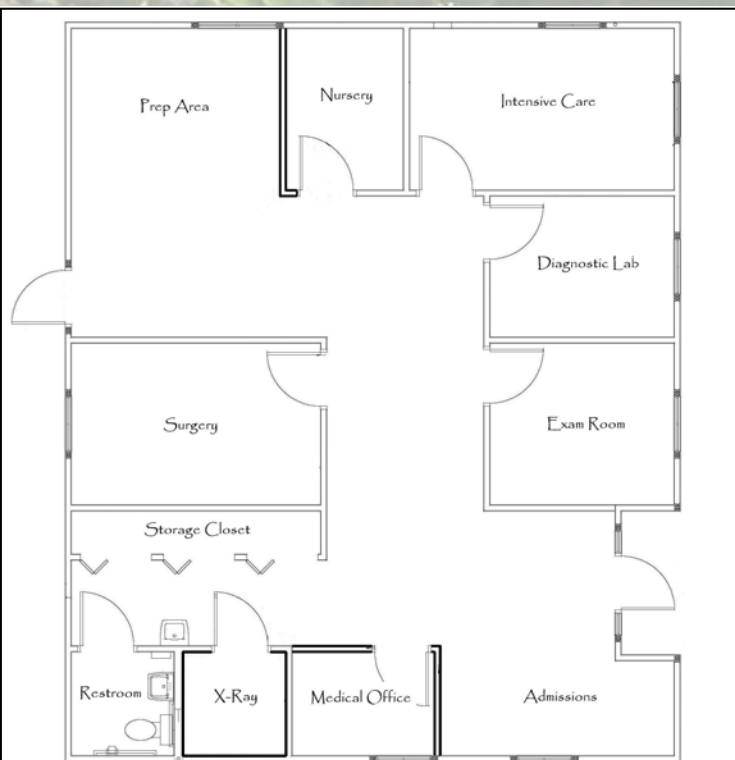 Prep Area
Nursery
Intensive Care
Diagnostic Lab
Surgery
Exam Room
Storage Closet
Restroom
X-Ray
Medical Office
Admissions